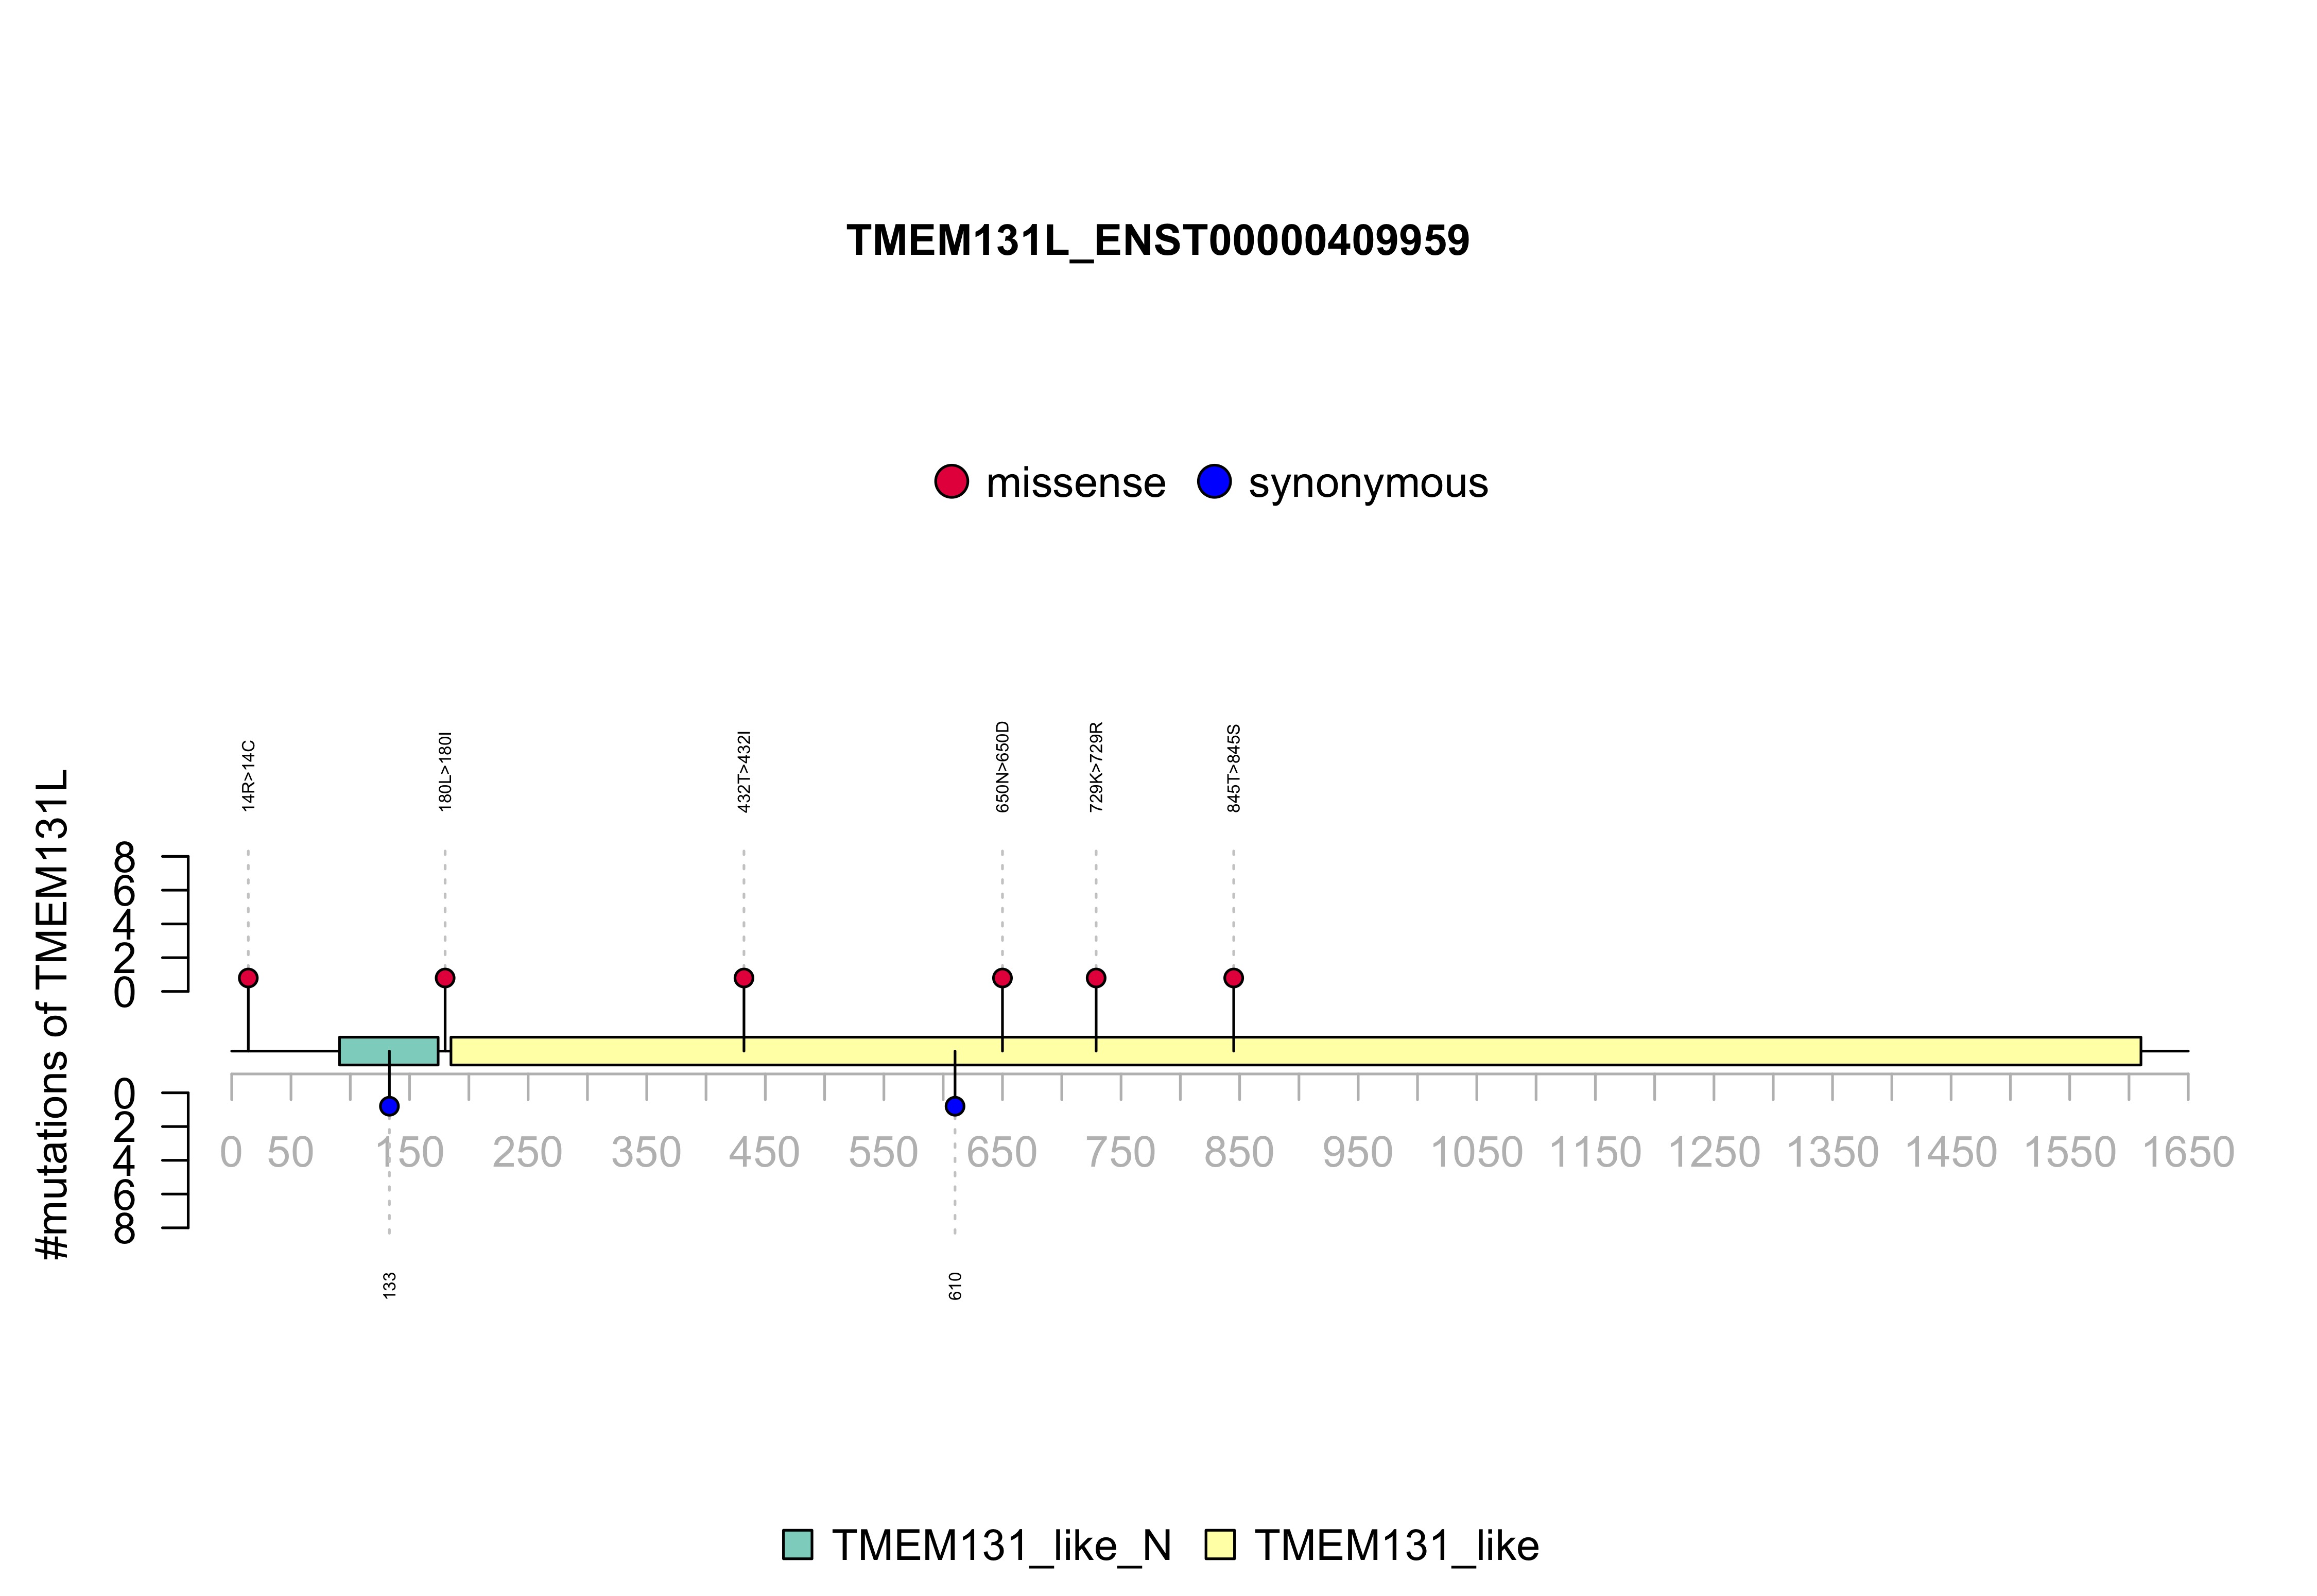 TMEM131L_ENST00000409959
missense synonymous
14R>14C
180L>180I
432T>432I
650N>650D
729K>729R
845T>845S
#mutations of TMEM131L
8
6
4
2
0
0
2
4
6
8
0 50 150 250 350 450 550 650 750 850 950 1050 1150 1250 1350 1450 1550 1650
133
610
TMEM131_like_N TMEM131_like